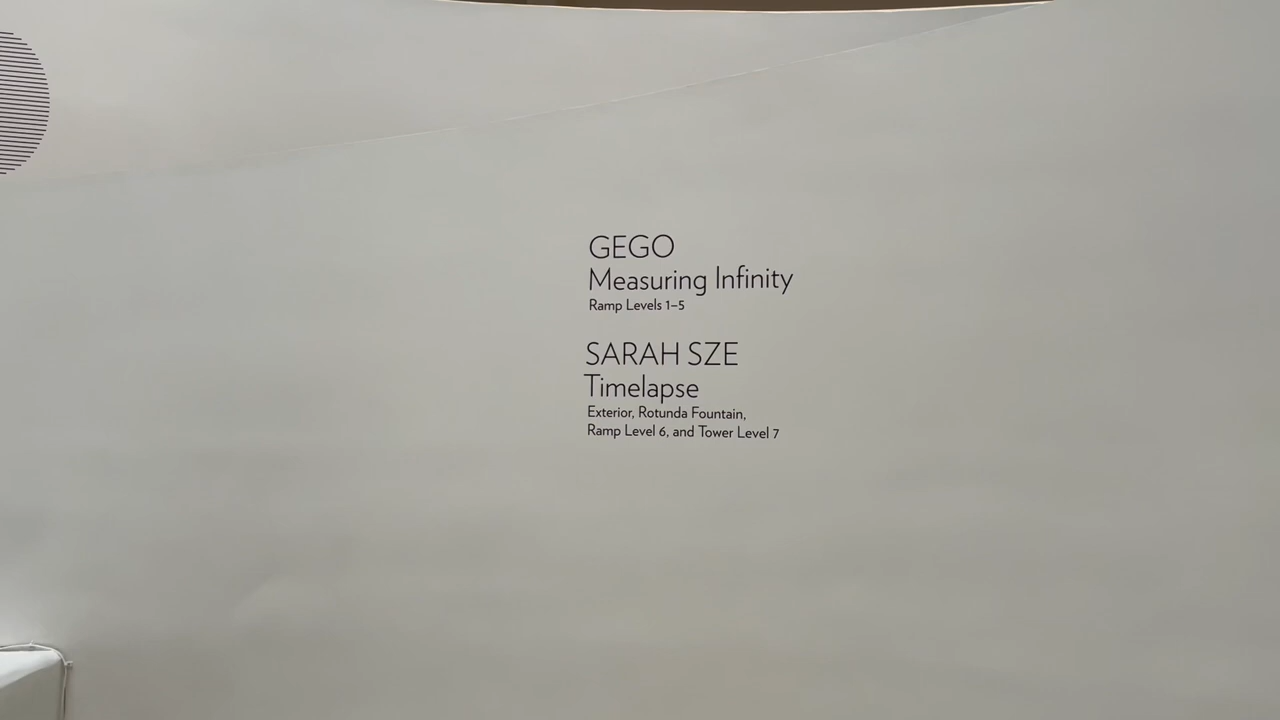 GEGO
Measuring Infinity
Ramp Levels 1–5
SARAH SZE
Timelapse
Exterior, Rotunda Fountain,
Ramp Level 6, and Tower Level 7